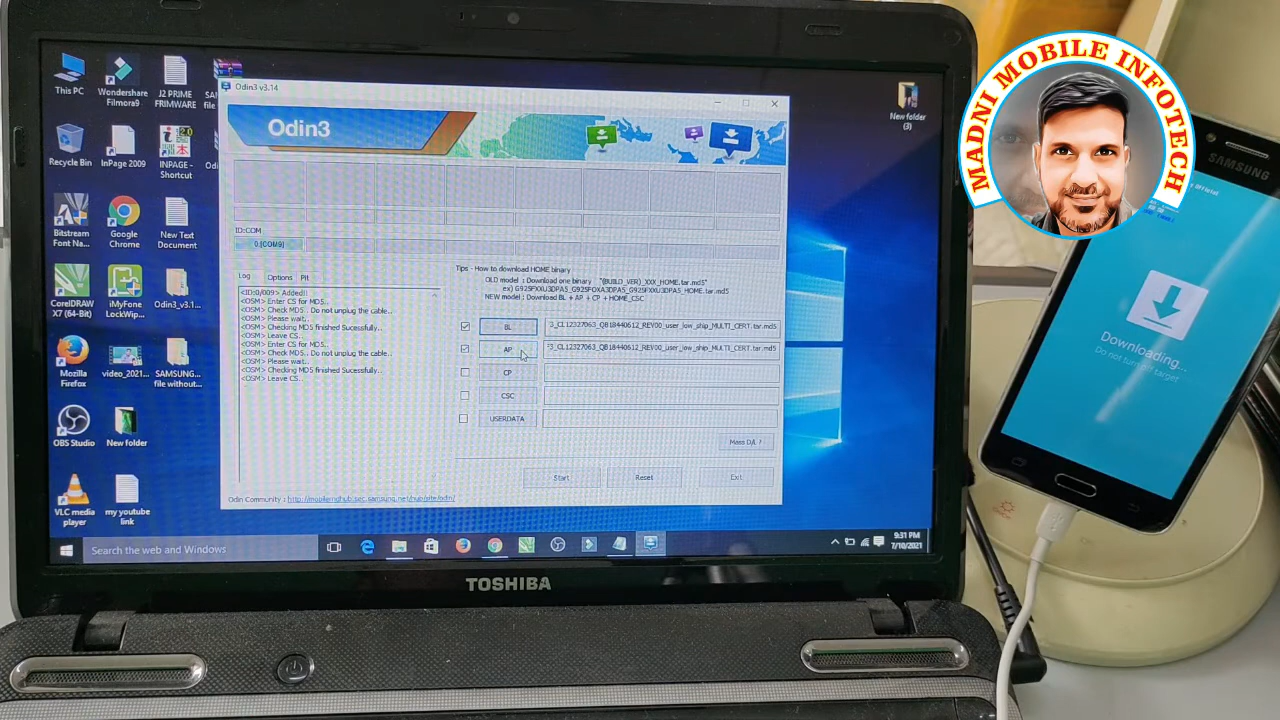 MADNI MOBILE INFOTECH
SAMSUNG
Downloading...
Do not turn off target
This PC
Wondershare
Filmora9
J2 PRIME
FRIMWARE
New folder
(3)
Recycle Bin
InPage 2009
INPAGE -
Shortcut
Bitstream
Font Na...
Google
Chrome
New Text
Document
CorelDRAW
X7 (64-Bit)
iMyFone
LockWip...
Odin3_v3.1...
Mozilla
Firefox
video_2021...
SAMSUNG...
file without...
OBS Studio
New folder
VLC media
player
my youtube
link
Odin3 v3.14
Odin3
ID:COM
0:[COM9]
Log Options Pit
<ID:0/009> Added!!
<OSM> Enter CS for MD5..
<OSM> Check MD5.. Do not unplug the cable..
<OSM> Please wait..
<OSM> Checking MD5 finished Sucessfully..
<OSM> Leave CS..
<OSM> Enter CS for MD5..
<OSM> Check MD5.. Do not unplug the cable..
<OSM> Please wait..
<OSM> Checking MD5 finished Sucessfully..
<OSM> Leave CS..
Tips - How to download HOME binary
OLD model : Download one binary "(BUILD_VER)_XXX_HOME.tar.md5"
ex) G925FXXU3DPA5_G925FOXA3DPA5_G925FXXU3DPA5_HOME.tar.md5
NEW model : Download BL + AP + CP + HOME_CSC
BL 3_CL12327063_QB18440612_REV00_user_low_ship_MULTI_CERT.tar.md5
AP F3_CL12327063_QB18440612_REV00_user_low_ship_MULTI_CERT.tar.md5
CP
CSC
USERDATA
Mass D/L ?
Start Reset Exit
Odin Community : http://mobilerndhub.sec.samsung.net/hub/site/odin/
Search the web and Windows
9:31 PM
7/10/2021
TOSHIBA